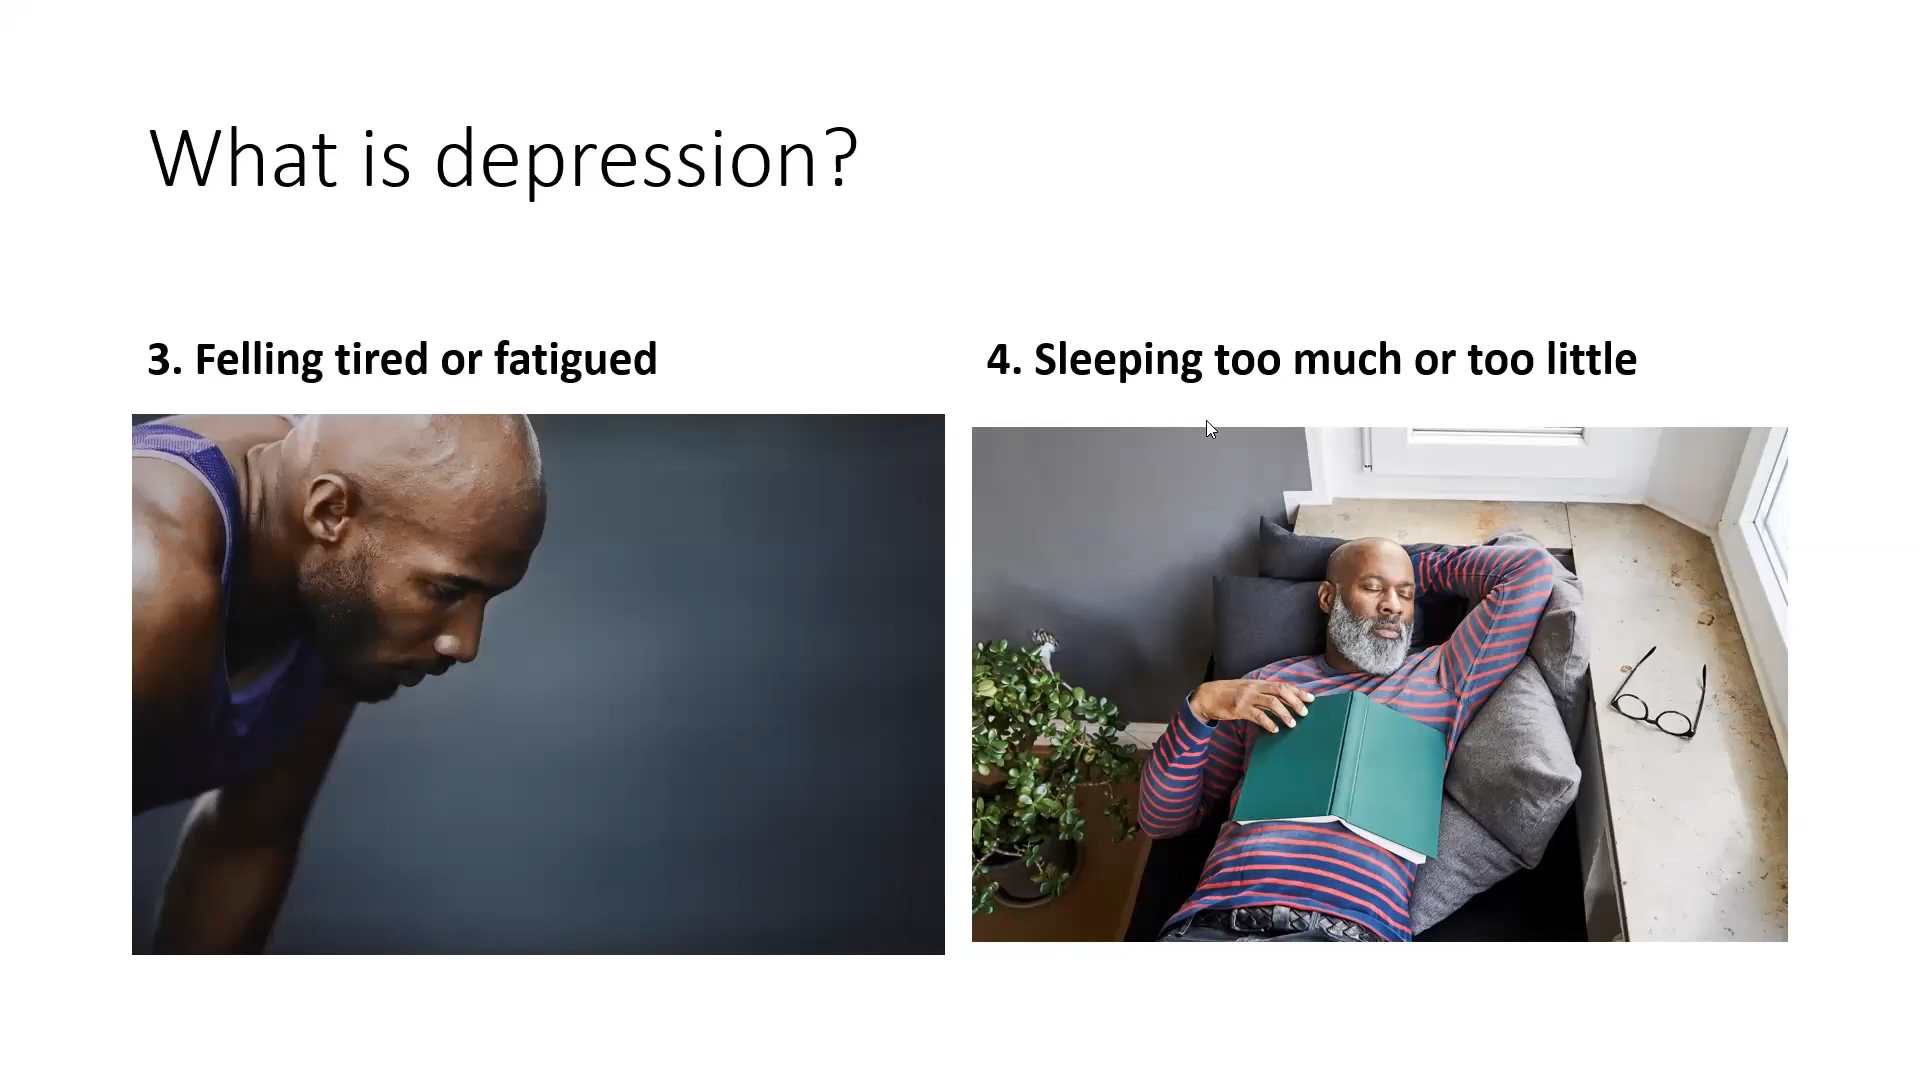 What is depression?
3. Felling tired or fatigued
4. Sleeping too much or too little